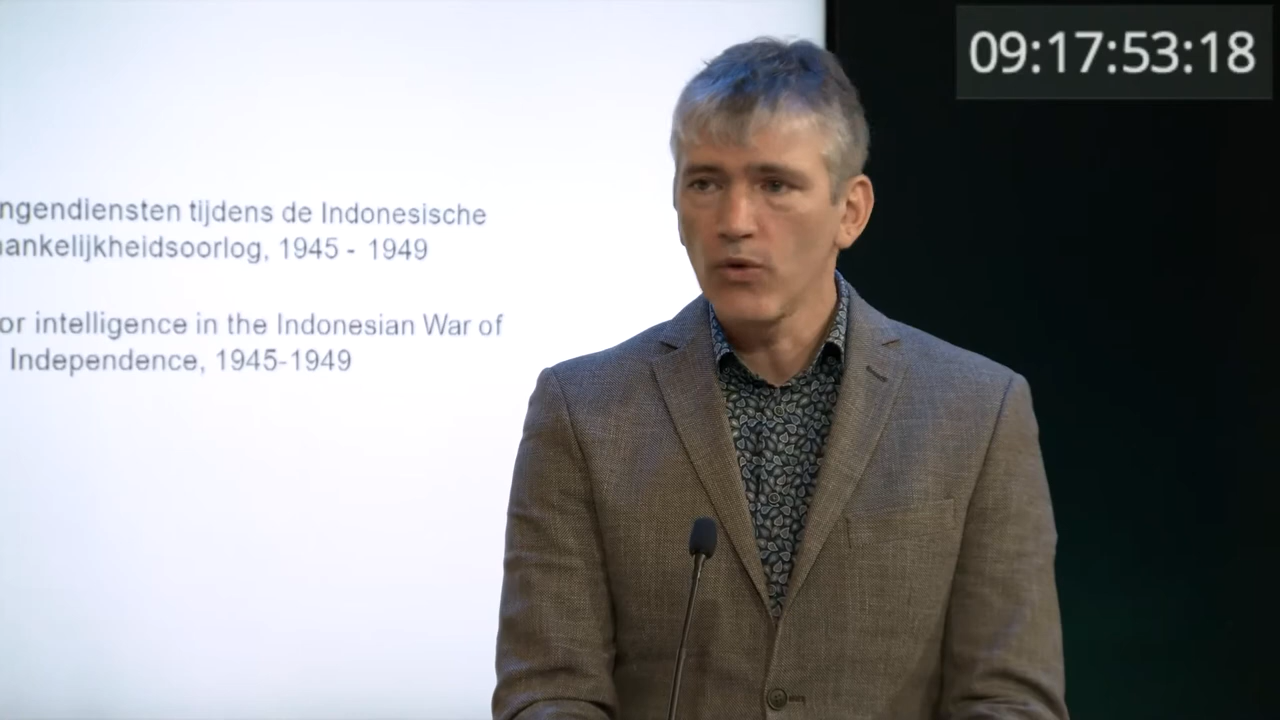 09:17:53:18
ngendiensten tijdens de Indonesische
ankelijkheidsoorlog, 1945 - 1949
or intelligence in the Indonesian War of
Independence, 1945-1949